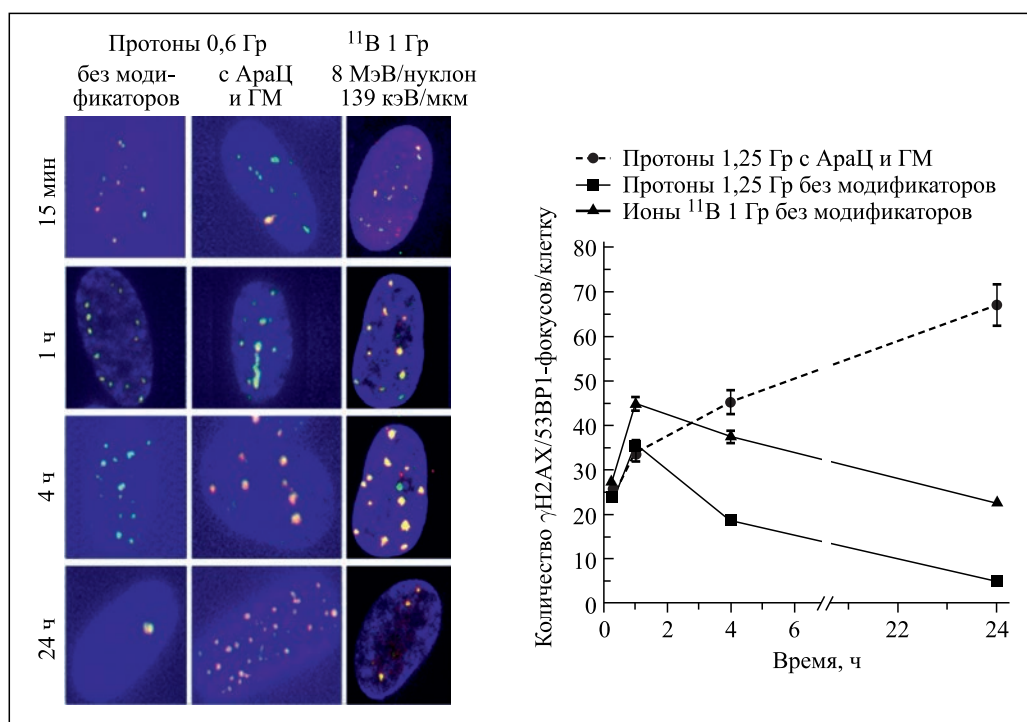 Протоны 0,6 Гр
¹¹B 1 Гр
без моди-
фикаторов
с АраЦ
и ГМ
8 МэВ/нуклон
139 кэВ/мкм
15 мин
1 ч
4 ч
24 ч
Протоны 1,25 Гр с АраЦ и ГМ
Протоны 1,25 Гр без модификаторов
Ионы ¹¹B 1 Гр без модификаторов
Количество γH2AX/53BP1-фокусов/клетку
80
70
60
50
40
30
20
10
0
0 2 4 6 22 24
Время, ч